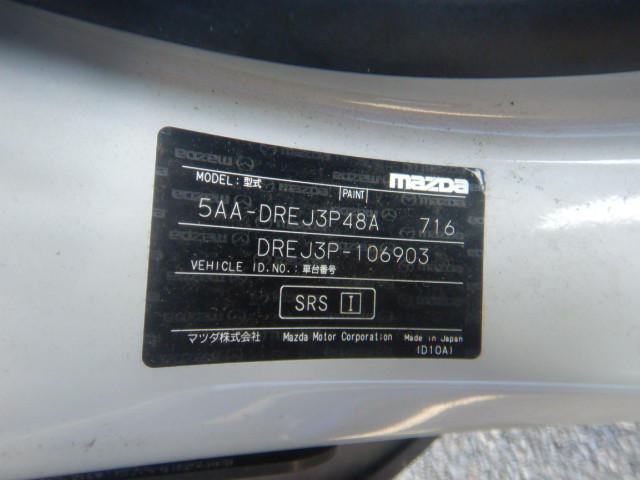 mazda
MODEL:型式 PAINT
5AA-DREJ3P48A 716
DREJ3P-106903
VEHICLE ID.NO.:車台番号
SRS I
マツダ株式会社 Mazda Motor Corporation Made in Japan
(D10A)